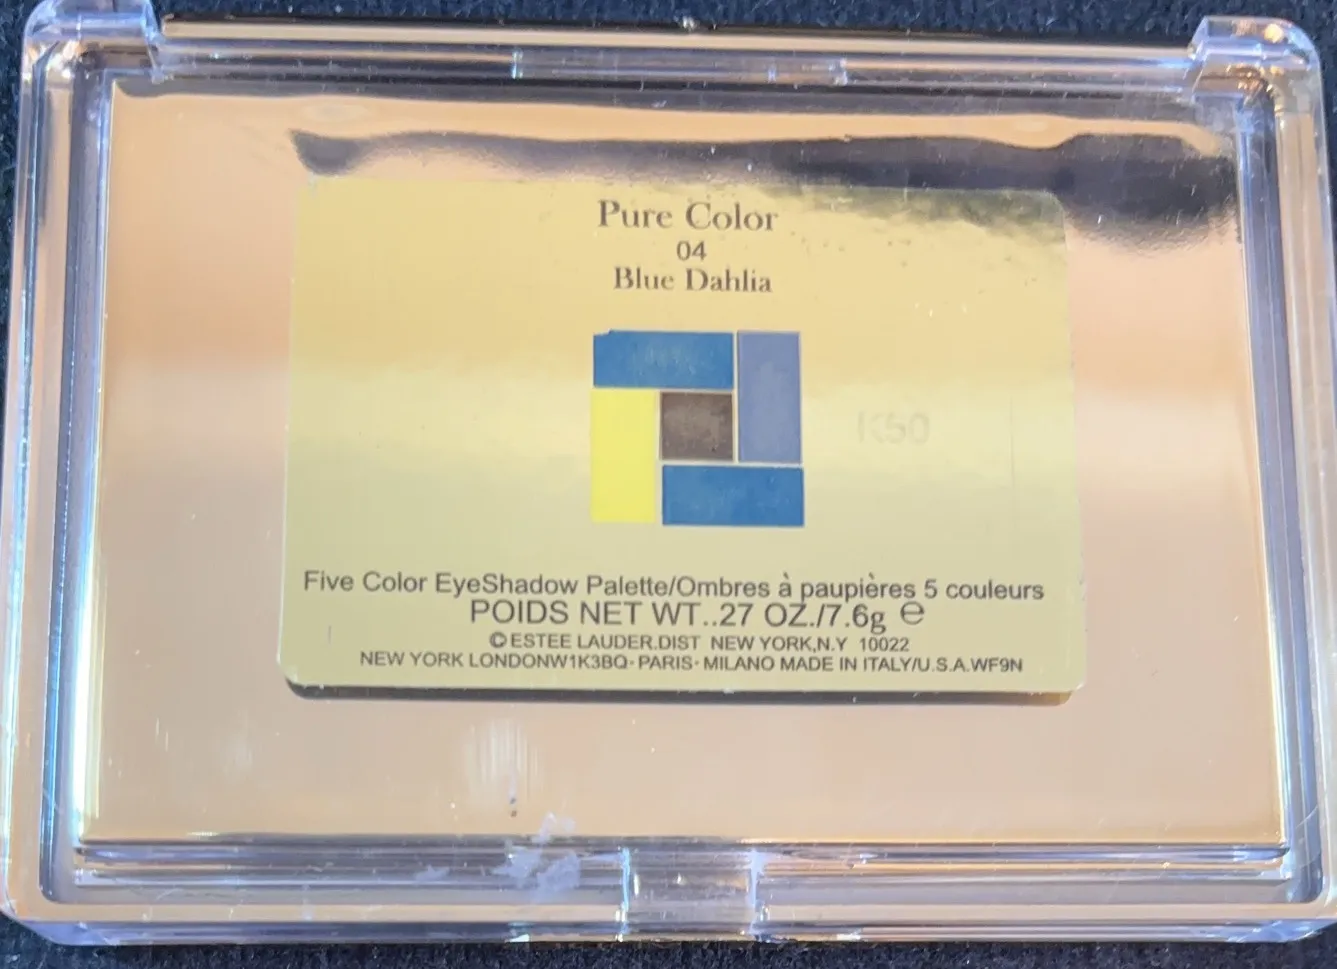 Pure Color
04
Blue Dahlia
K50
Five Color EyeShadow Palette/Ombres à paupières 5 couleurs
POIDS NET WT..27 OZ./7.6g ℮
©ESTEE LAUDER.DIST NEW YORK,N.Y 10022
NEW YORK LONDONW1K3BQ· PARIS· MILANO MADE IN ITALY/U.S.A.WF9N